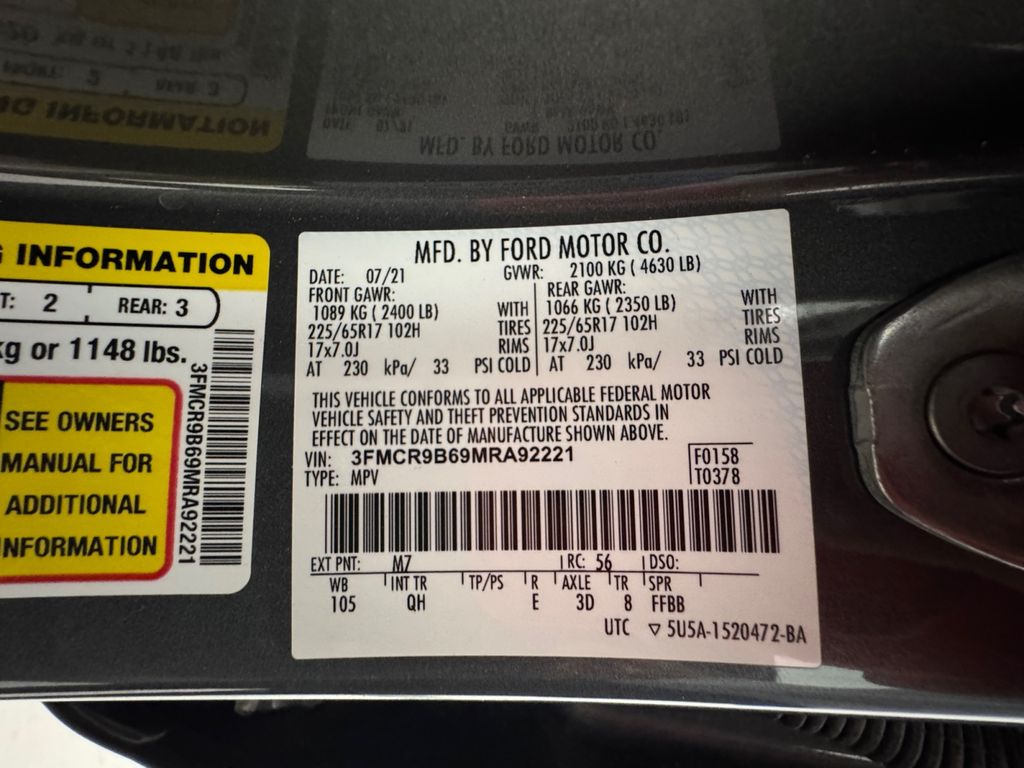 G INFORMATION
T: 2 REAR: 3
kg or 1148 lbs.
SEE OWNERS
MANUAL FOR
ADDITIONAL
INFORMATION
3FMCR9B69MRA92221
MFD. BY FORD MOTOR CO.
DATE: 07/21 GVWR: 2100 KG ( 4630 LB)
FRONT GAWR: REAR GAWR:
1089 KG ( 2400 LB) WITH 1066 KG ( 2350 LB) WITH
225/65R17 102H TIRES 225/65R17 102H TIRES
17x7.0J RIMS 17x7.0J RIMS
AT 230 kPa/ 33 PSI COLD AT 230 kPa/ 33 PSI COLD
THIS VEHICLE CONFORMS TO ALL APPLICABLE FEDERAL MOTOR
VEHICLE SAFETY AND THEFT PREVENTION STANDARDS IN
EFFECT ON THE DATE OF MANUFACTURE SHOWN ABOVE.
VIN: 3FMCR9B69MRA92221 F0158
TYPE: MPV T0378
EXT PNT: M7 RC: 56 DSO:
WB INT TR TP/PS R AXLE TR SPR
105 QH E 3D 8 FFBB
UTC ▽ 5U5A-1520472-BA